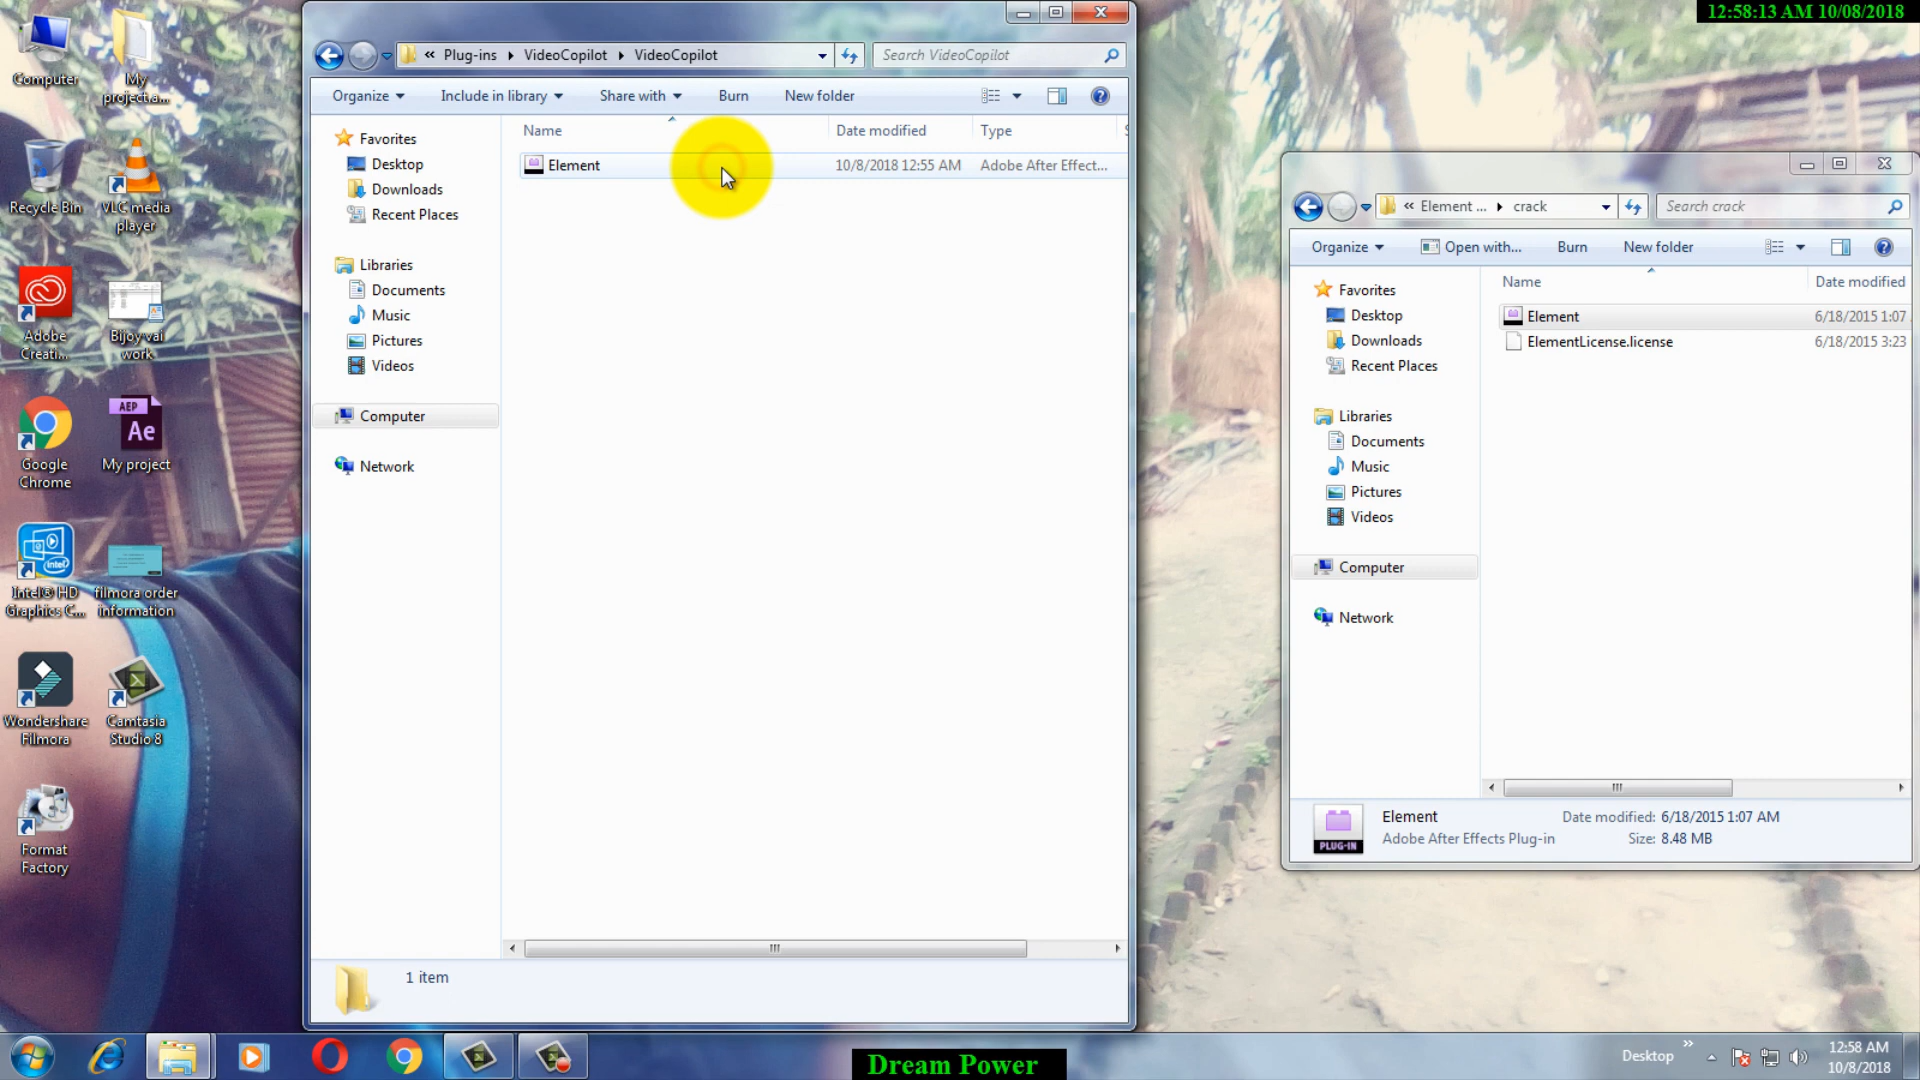 12:58:13 AM 10/08/2018
Computer
My
project.a...
Recycle Bin
VLC media
player
Adobe
Creati...
Bijoy vai
work
Google
Chrome
AEP
Ae
My project
Intel® HD
Graphics C...
filmora order
information
Wondershare
Filmora
Camtasia
Studio 8
Format
Factory
« Plug-ins VideoCopilot VideoCopilot
Search VideoCopilot
Organize
Include in library
Share with
Burn
New folder
Name
Date modified
Type
Element
10/8/2018 12:55 AM
Adobe After Effect...
Favorites
Desktop
Downloads
Recent Places
Libraries
Documents
Music
Pictures
Videos
Computer
Network
1 item
« Element ... crack
Search crack
Organize
Open with...
Burn
New folder
Name
Date modified
Element
6/18/2015 1:07
ElementLicense.license
6/18/2015 3:23
Favorites
Desktop
Downloads
Recent Places
Libraries
Documents
Music
Pictures
Videos
Computer
Network
PLUG-IN
Element
Date modified: 6/18/2015 1:07 AM
Adobe After Effects Plug-in
Size: 8.48 MB
Dream Power
Desktop
12:58 AM
10/8/2018